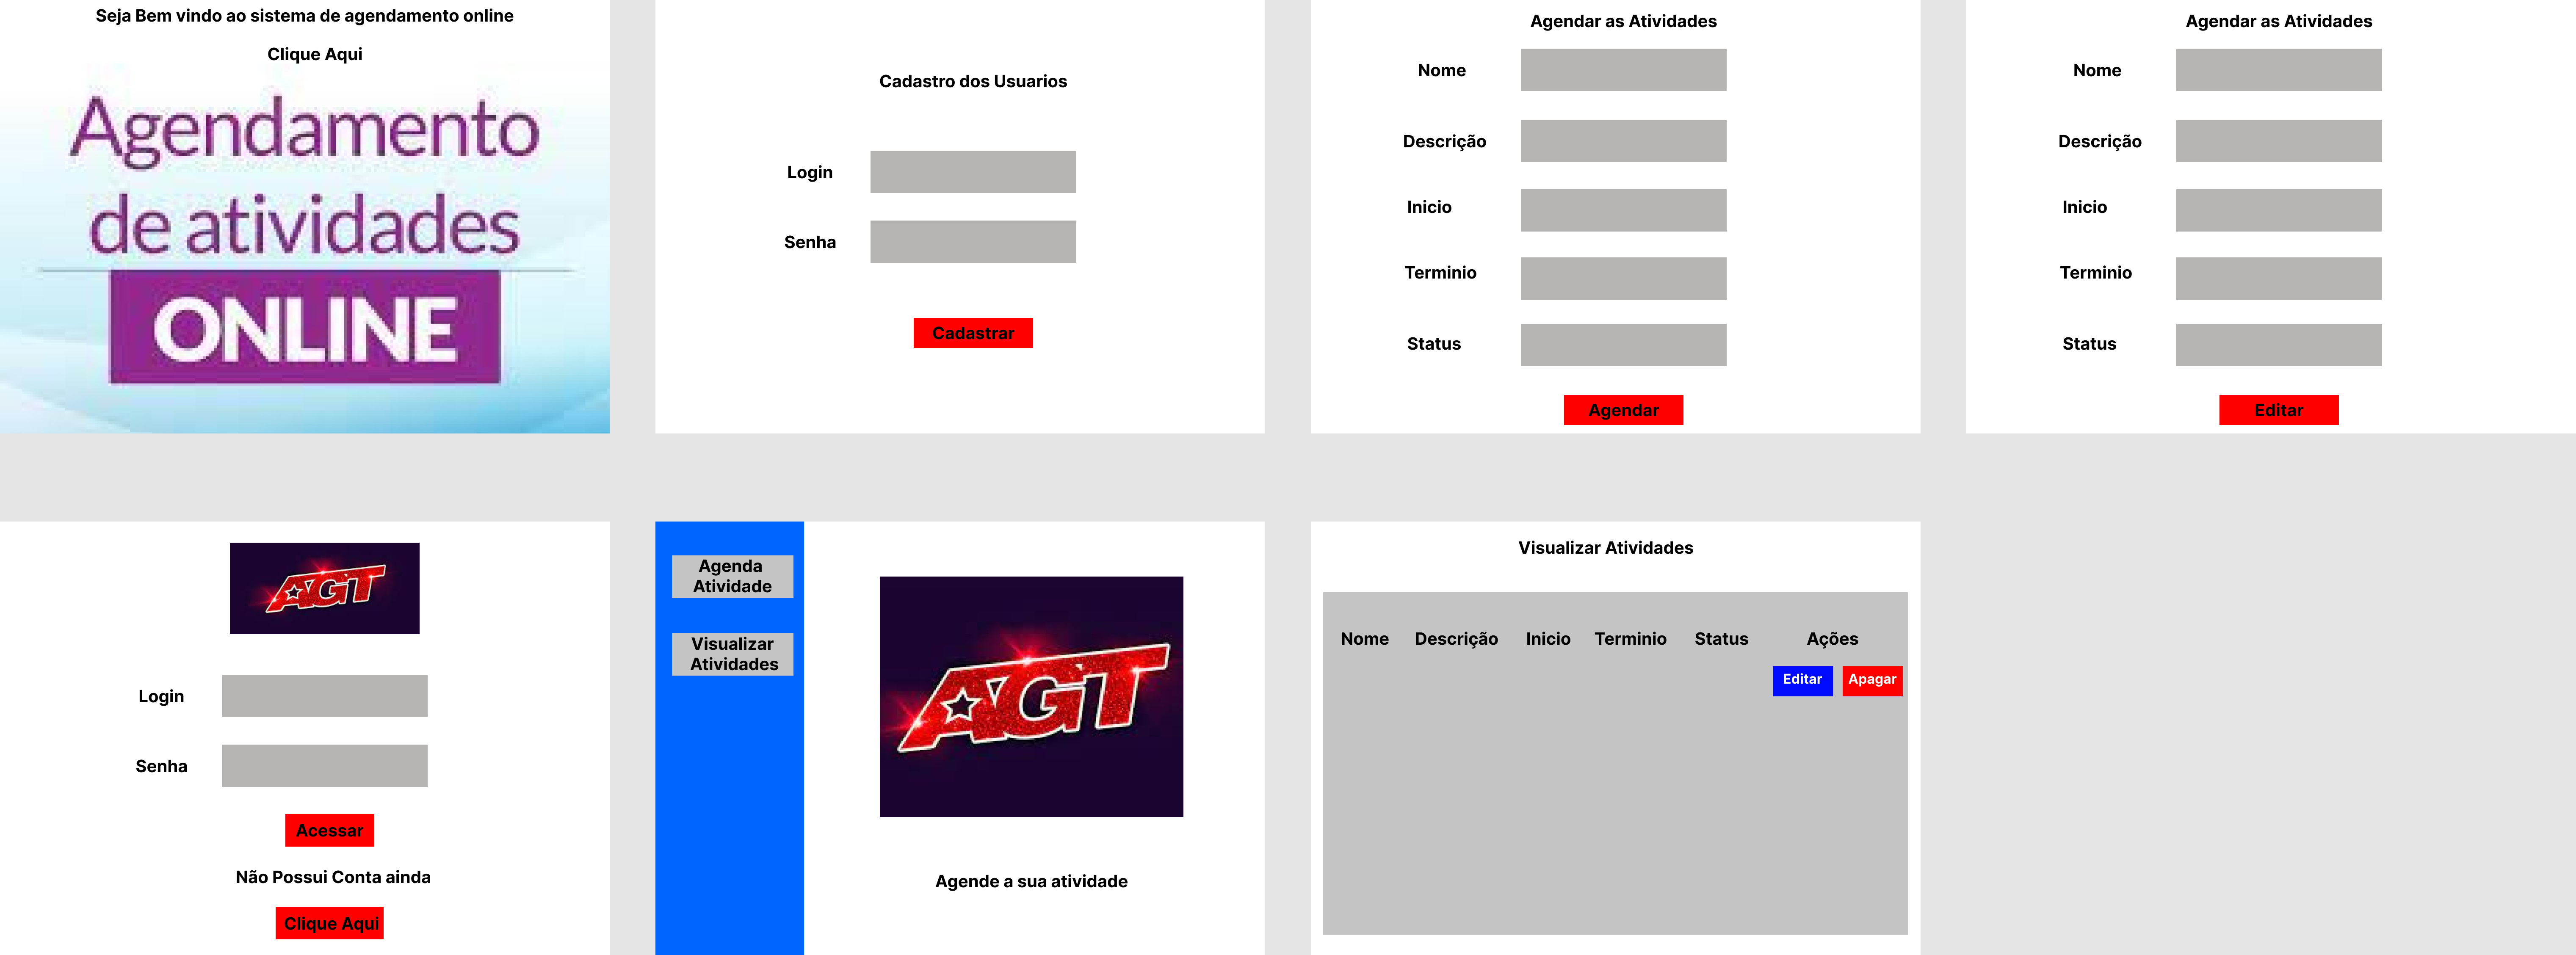 Seja Bem vindo ao sistema de agendamento online
Clique Aqui
Agendamento
de atividades
ONLINE
Cadastro dos Usuarios
Login
Senha
Cadastrar
Agendar as Atividades
Nome
Descrição
Inicio
Terminio
Status
Agendar
Agendar as Atividades
Nome
Descrição
Inicio
Terminio
Status
Editar
AGT
Login
Senha
Acessar
Não Possui Conta ainda
Clique Aqui
Agenda
Atividade
Visualizar
Atividades
AGT
Agende a sua atividade
Visualizar Atividades
Nome Descrição Inicio Terminio Status Ações
Editar Apagar